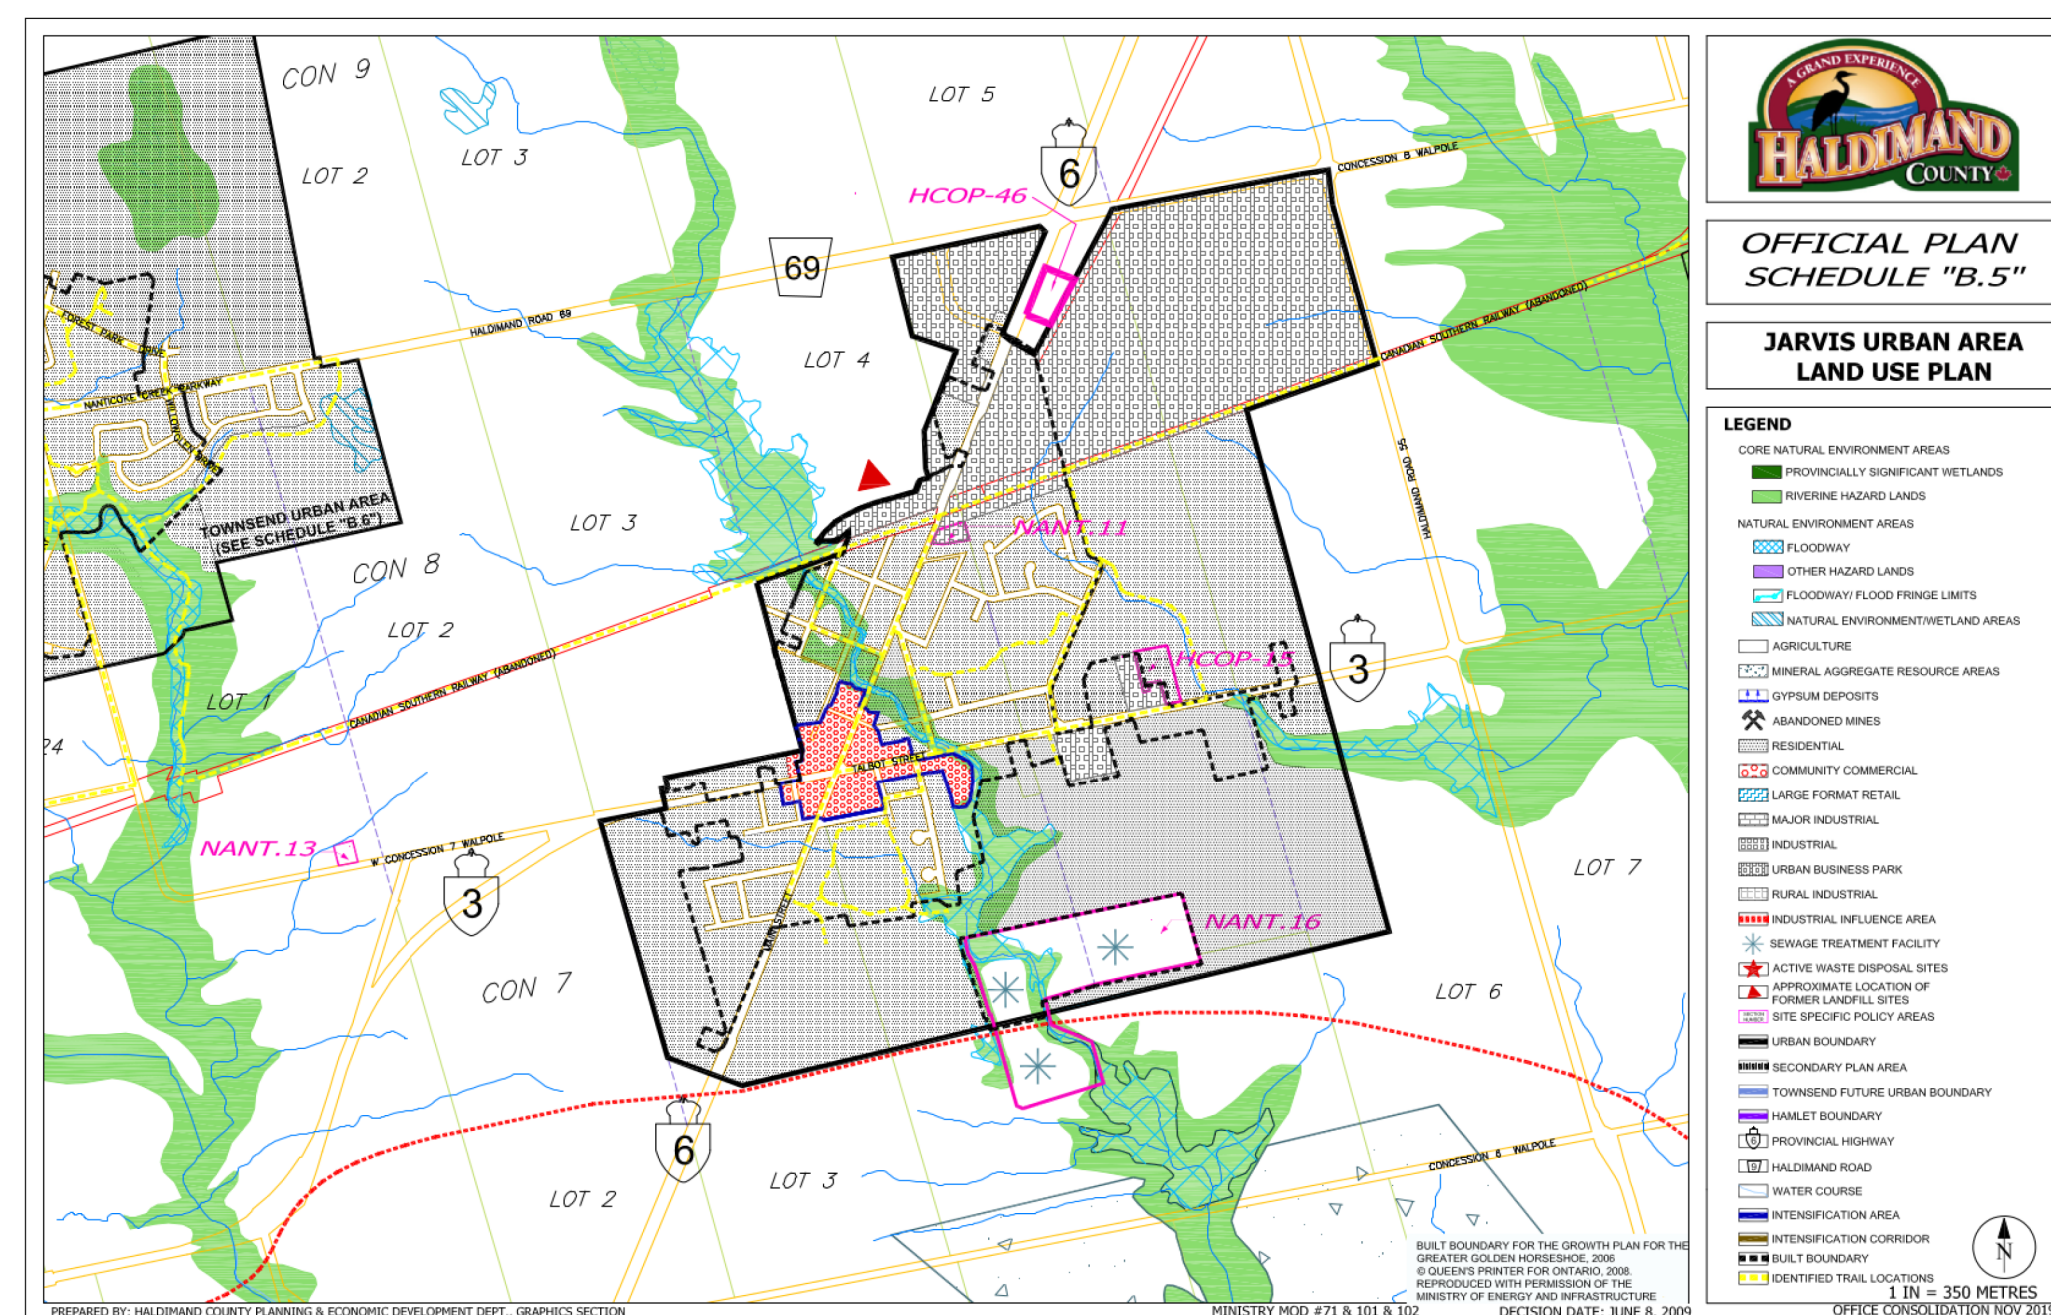 CON 9
LOT 5
LOT 3
LOT 2
6
CONCESSION 8 WALPOLE
HCOP-46
69
HALDIMAND ROAD 69
FOREST PARK DRIVE
NANTICOKE CREEK PARKWAY
WILLOWGLEN DRIVE
LOT 4
CANADIAN SOUTHERN RAILWAY (ABANDONED)
HALDIMAND ROAD 55
TOWNSEND URBAN AREA
(SEE SCHEDULE "B.6")
LOT 3
NANT.11
CON 8
LOT 2
HCOP-15
3
LOT 1
CANADIAN SOUTHERN RAILWAY (ABANDONED)
24
TALBOT STREET
NANT.13
W CONCESSION 7 WALPOLE
3
LOT 7
MAIN STREET
NANT.16
CON 7
LOT 6
6
LOT 3
LOT 2
CONCESSION 6 WALPOLE
BUILT BOUNDARY FOR THE GROWTH PLAN FOR THE
GREATER GOLDEN HORSESHOE, 2006
© QUEEN'S PRINTER FOR ONTARIO, 2008.
REPRODUCED WITH PERMISSION OF THE
MINISTRY OF ENERGY AND INFRASTRUCTURE
PREPARED BY: HALDIMAND COUNTY PLANNING & ECONOMIC DEVELOPMENT DEPT., GRAPHICS SECTION
MINISTRY MOD #71 & 101 & 102
DECISION DATE: JUNE 8, 2009
A GRAND EXPERIENCE
HALDIMAND
COUNTY
OFFICIAL PLAN
SCHEDULE "B.5"
JARVIS URBAN AREA
LAND USE PLAN
LEGEND
CORE NATURAL ENVIRONMENT AREAS
PROVINCIALLY SIGNIFICANT WETLANDS
RIVERINE HAZARD LANDS
NATURAL ENVIRONMENT AREAS
FLOODWAY
OTHER HAZARD LANDS
FLOODWAY/ FLOOD FRINGE LIMITS
NATURAL ENVIRONMENT/WETLAND AREAS
AGRICULTURE
MINERAL AGGREGATE RESOURCE AREAS
GYPSUM DEPOSITS
ABANDONED MINES
RESIDENTIAL
COMMUNITY COMMERCIAL
LARGE FORMAT RETAIL
MAJOR INDUSTRIAL
INDUSTRIAL
URBAN BUSINESS PARK
RURAL INDUSTRIAL
INDUSTRIAL INFLUENCE AREA
SEWAGE TREATMENT FACILITY
ACTIVE WASTE DISPOSAL SITES
APPROXIMATE LOCATION OF
FORMER LANDFILL SITES
SECTION NUMBER SITE SPECIFIC POLICY AREAS
URBAN BOUNDARY
SECONDARY PLAN AREA
TOWNSEND FUTURE URBAN BOUNDARY
HAMLET BOUNDARY
6 PROVINCIAL HIGHWAY
9 HALDIMAND ROAD
WATER COURSE
INTENSIFICATION AREA
INTENSIFICATION CORRIDOR
BUILT BOUNDARY
IDENTIFIED TRAIL LOCATIONS
N
1 IN = 350 METRES
OFFICE CONSOLIDATION NOV 2019